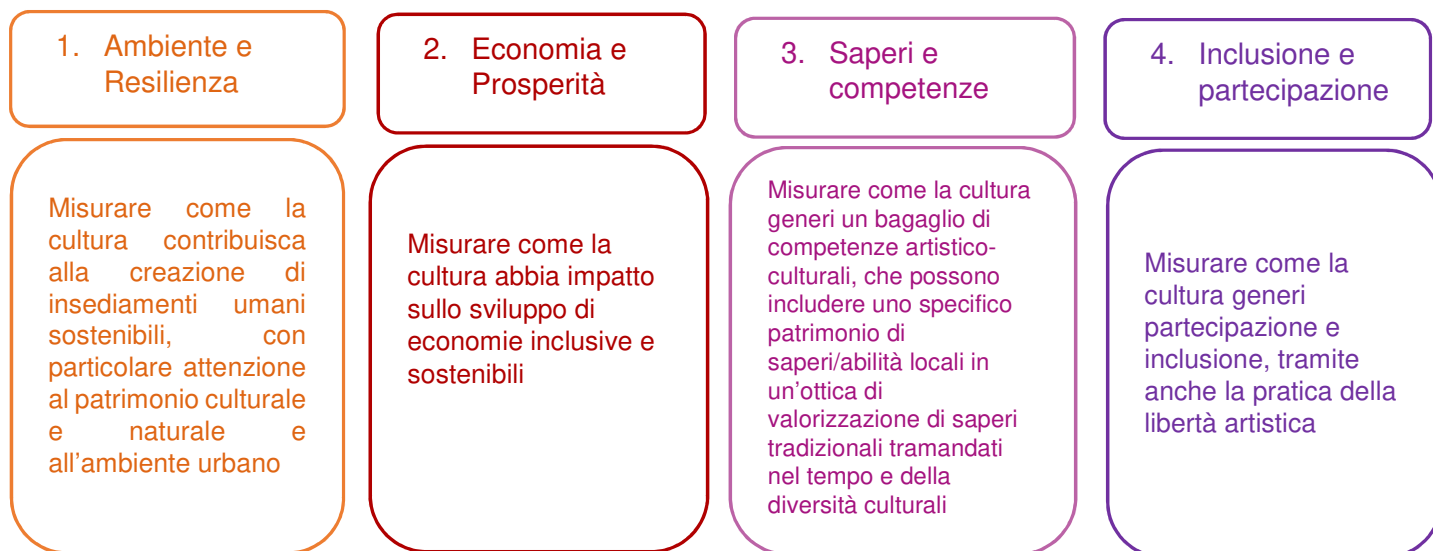 1. Ambiente e
Resilienza
Misurare come la
cultura contribuisca
alla creazione di
insediamenti umani
sostenibili, con
particolare attenzione
al patrimonio culturale
e naturale e
all'ambiente urbano
2. Economia e
Prosperità
Misurare come la
cultura abbia impatto
sullo sviluppo di
economie inclusive e
sostenibili
3. Saperi e
competenze
Misurare come la cultura
generi un bagaglio di
competenze artistico-
culturali, che possono
includere uno specifico
patrimonio di
saperi/abilità locali in
un'ottica di
valorizzazione di saperi
tradizionali tramandati
nel tempo e della
diversità culturali
4. Inclusione e
partecipazione
Misurare come la
cultura generi
partecipazione e
inclusione, tramite
anche la pratica della
libertà artistica